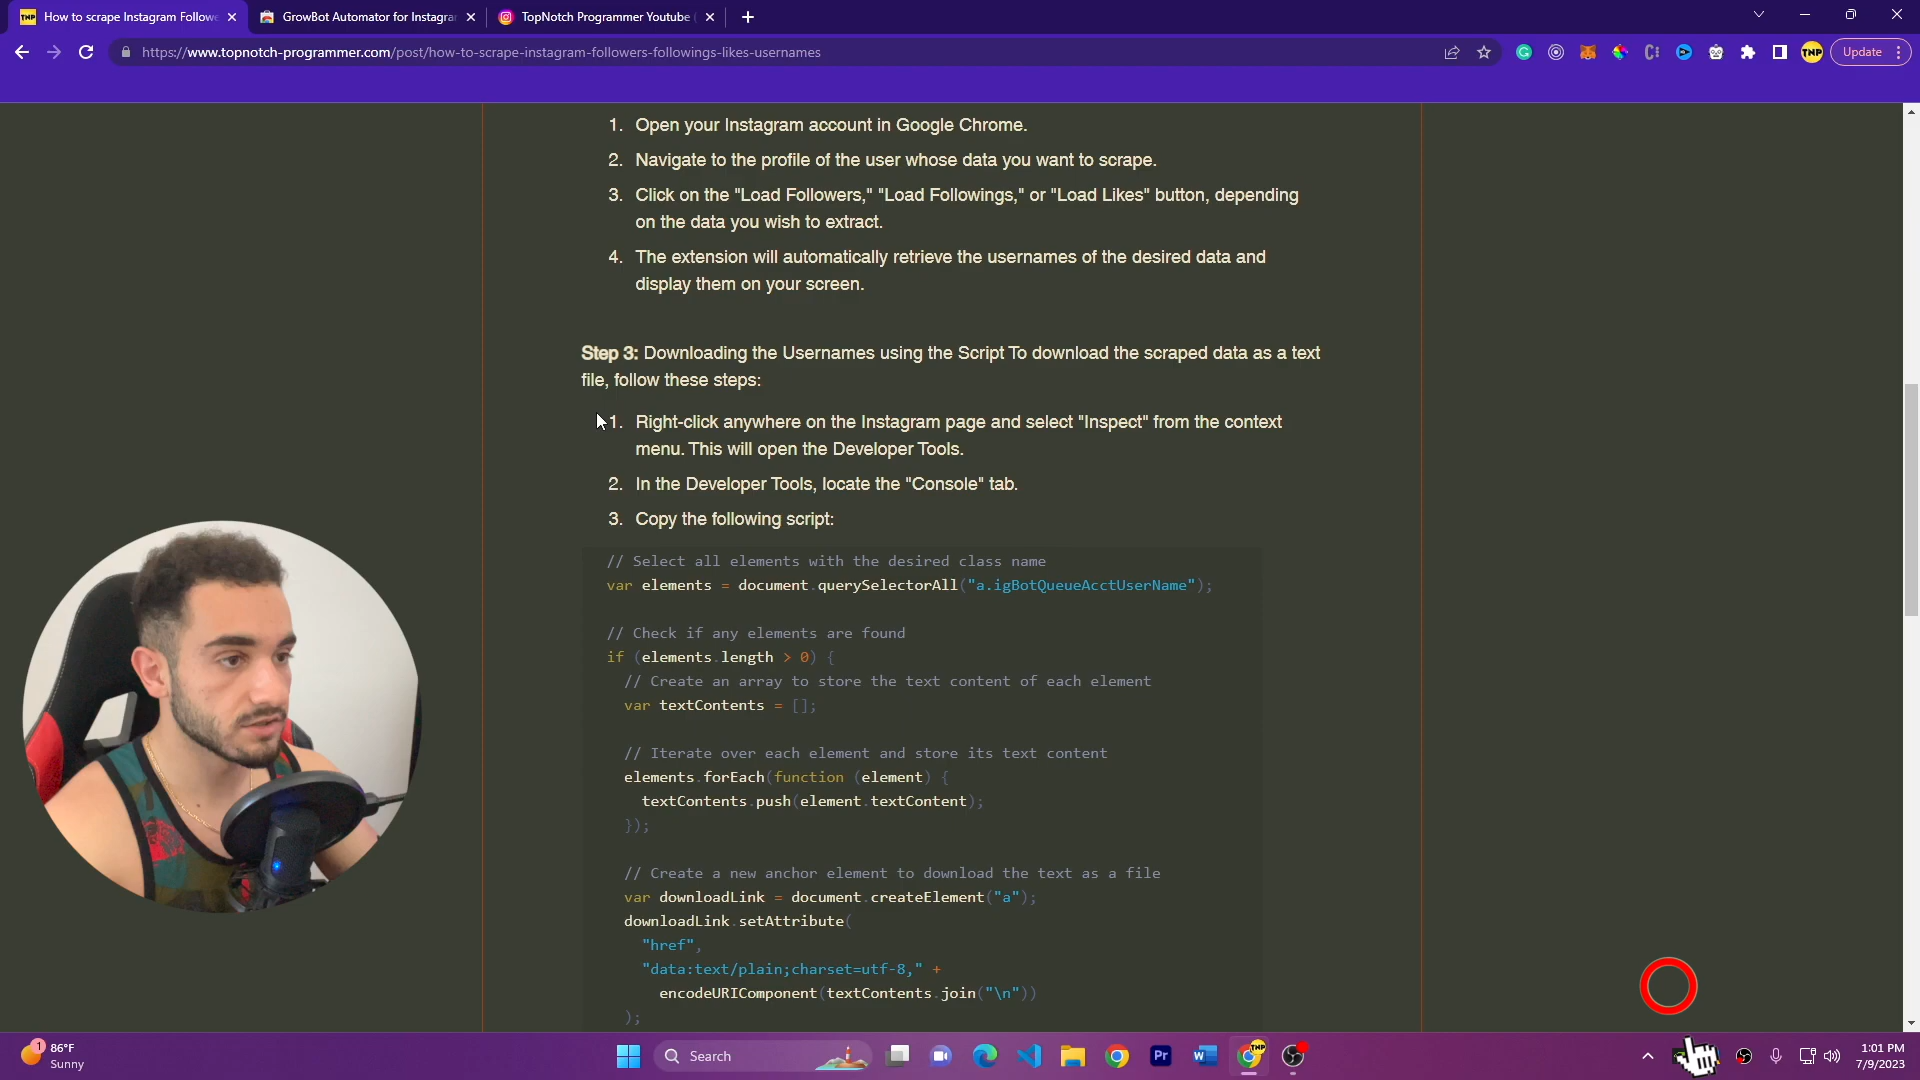 How to scrape Instagram Followe
GrowBot Automator for Instagra
TopNotch Programmer Youtube (
https://www.topnotch-programmer.com/post/how-to-scrape-instagram-followers-followings-likes-usernames
TNP
Update
1. Open your Instagram account in Google Chrome.
2. Navigate to the profile of the user whose data you want to scrape.
3. Click on the "Load Followers," "Load Followings," or "Load Likes" button, depending
on the data you wish to extract.
4. The extension will automatically retrieve the usernames of the desired data and
display them on your screen.
Step 3: Downloading the Usernames using the Script To download the scraped data as a text
file, follow these steps:
1. Right-click anywhere on the Instagram page and select "Inspect" from the context
menu. This will open the Developer Tools.
2. In the Developer Tools, locate the "Console" tab.
3. Copy the following script:
// Select all elements with the desired class name
var elements = document.querySelectorAll("a.igBotQueueAcctUserName");
// Check if any elements are found
if (elements.length > 0) {
// Create an array to store the text content of each element
var textContents = [];
// Iterate over each element and store its text content
elements.forEach(function (element) {
textContents.push(element.textContent);
});
// Create a new anchor element to download the text as a file
var downloadLink = document.createElement("a");
downloadLink.setAttribute(
"href",
"data:text/plain;charset=utf-8," +
encodeURIComponent(textContents.join("\n"))
);
1
86°F
Sunny
Search
Pr
W
TNP
1:01 PM
7/9/2023